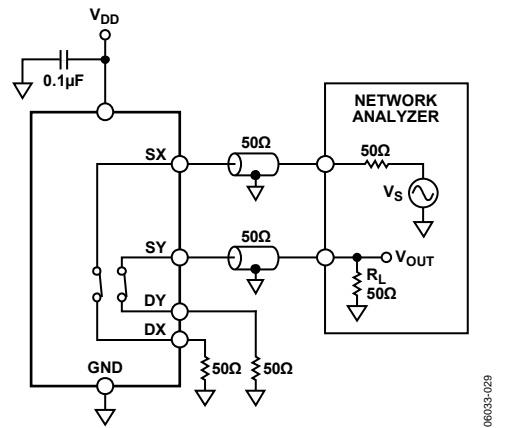 VDD
0.1µF
NETWORK
ANALYZER
SX
50Ω
50Ω
VS
SY
50Ω
VOUT
RL
50Ω
DY
DX
GND
50Ω
50Ω
06033-029